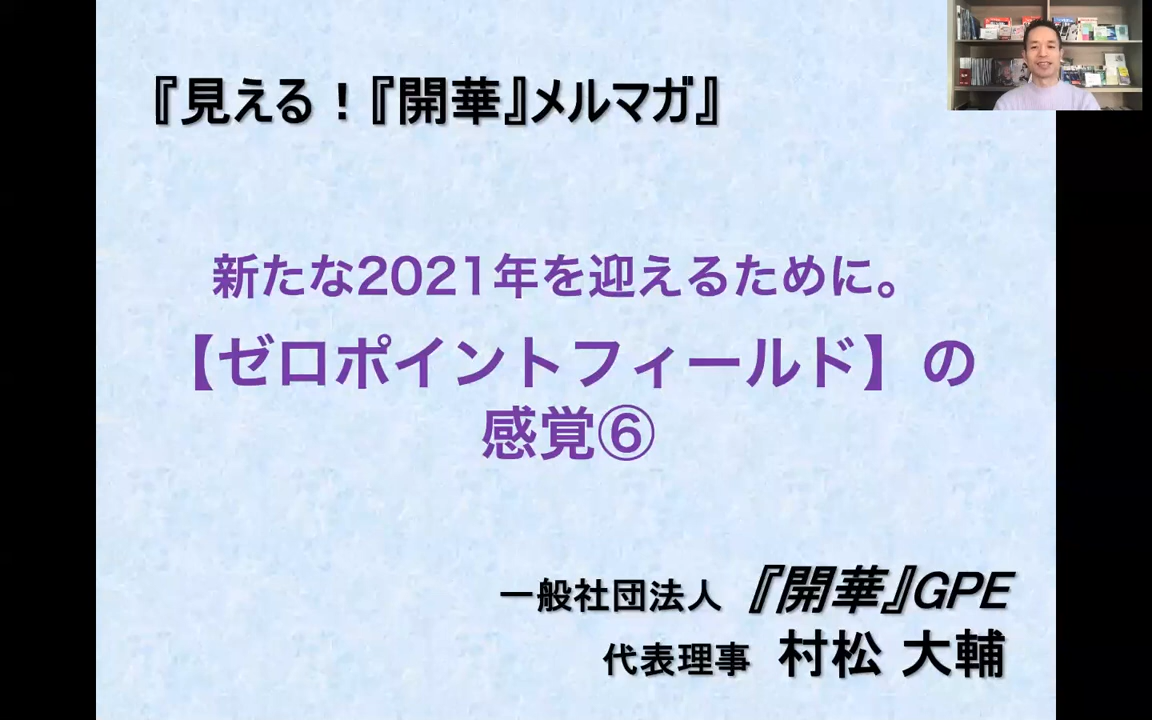 『見える！『開華』メルマガ』
新たな2021年を迎えるために。
【ゼロポイントフィールド】の
感覚⑥
一般社団法人 『開華』GPE
代表理事 村松 大輔